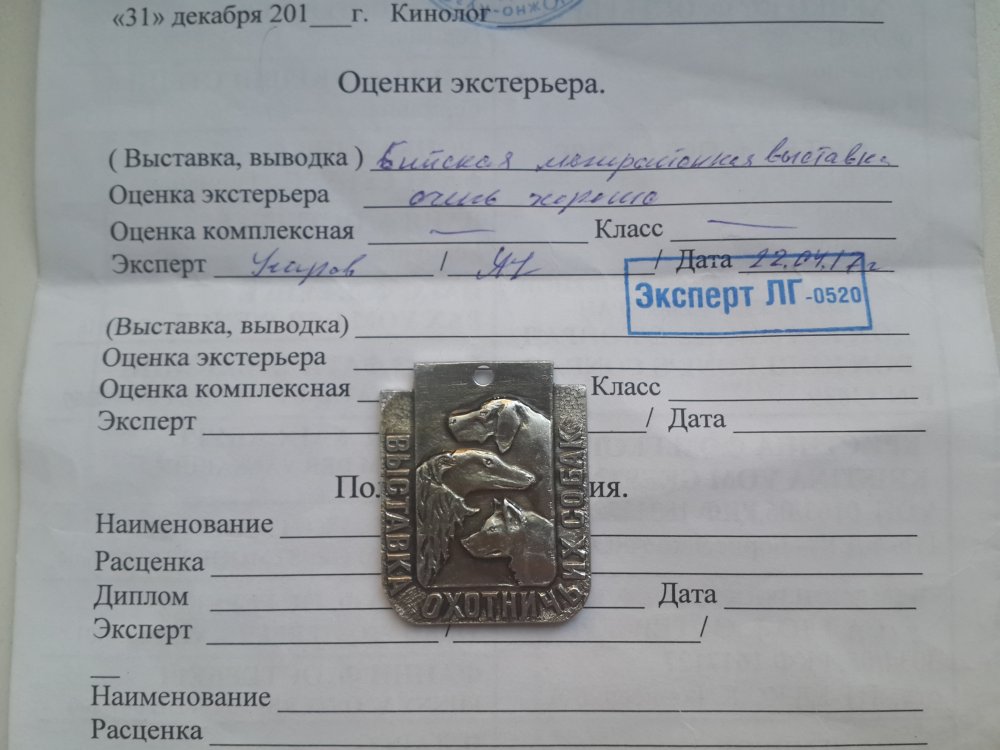 «31» декабря 201___г. Кинолог
Оценки экстерьера.
( Выставка, выводка ) Бийская межрайонная выставка
Оценка экстерьера очень хорошо
Оценка комплексная — Класс —
Эксперт / / Дата 22.04.17г
Эксперт ЛГ-0520
(Выставка, выводка)
Оценка экстерьера
Оценка комплексная Класс
Эксперт / Дата
ВЫСТАВКА ОХОТНИЧЬИХ СОБАК
Наименование
Расценка
Диплом Дата
Эксперт / /
Наименование
Расценка